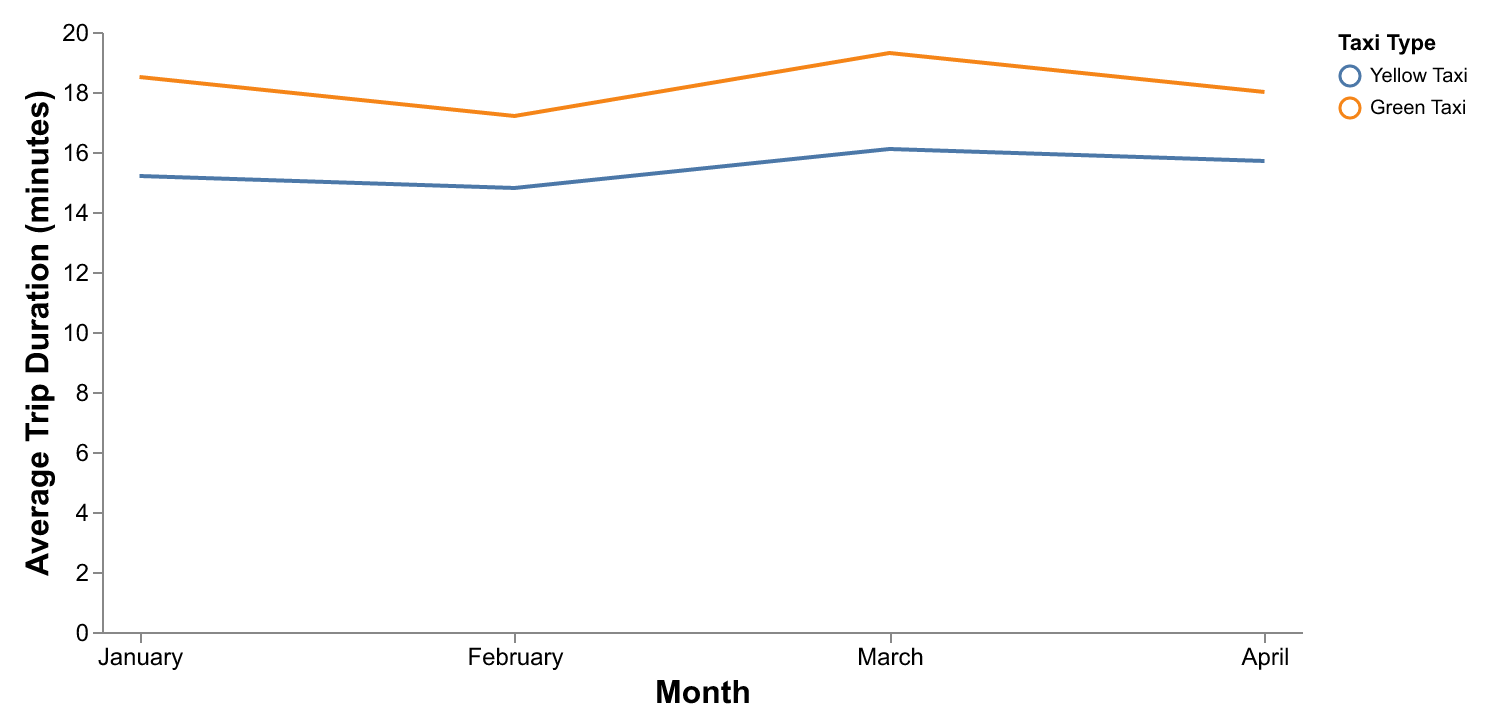 20
18
16
14
12
10
8
6
4
2
0
Average Trip Duration (minutes)
January
February
March
April
Month
Taxi Type
Yellow Taxi
Green Taxi